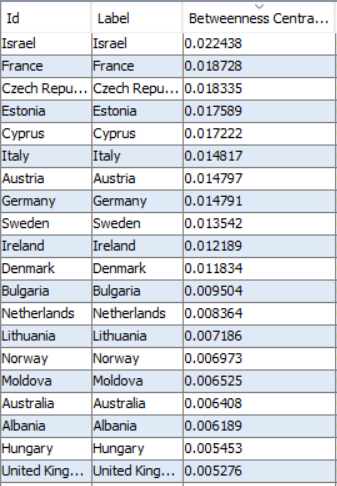 Id Label Betweenness Centra...
Israel Israel 0.022438
France France 0.018728
Czech Repu... Czech Repu... 0.018335
Estonia Estonia 0.017589
Cyprus Cyprus 0.017222
Italy Italy 0.014817
Austria Austria 0.014797
Germany Germany 0.014791
Sweden Sweden 0.013542
Ireland Ireland 0.012189
Denmark Denmark 0.011834
Bulgaria Bulgaria 0.009504
Netherlands Netherlands 0.008364
Lithuania Lithuania 0.007186
Norway Norway 0.006973
Moldova Moldova 0.006525
Australia Australia 0.006408
Albania Albania 0.006189
Hungary Hungary 0.005453
United King... United King... 0.005276